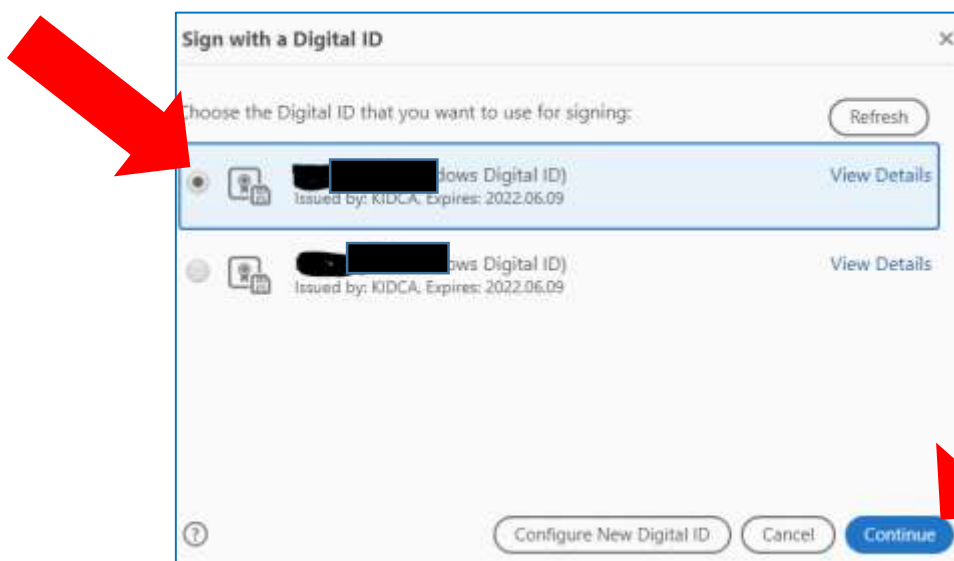 Sign with a Digital ID
Choose the Digital ID that you want to use for signing:
Refresh
dows Digital ID)
View Details
Issued by: KIDCA, Expires: 2022.06.09
ows Digital ID)
View Details
Issued by: KIDCA, Expires: 2022.06.09
Configure New Digital ID
Cancel
Continue